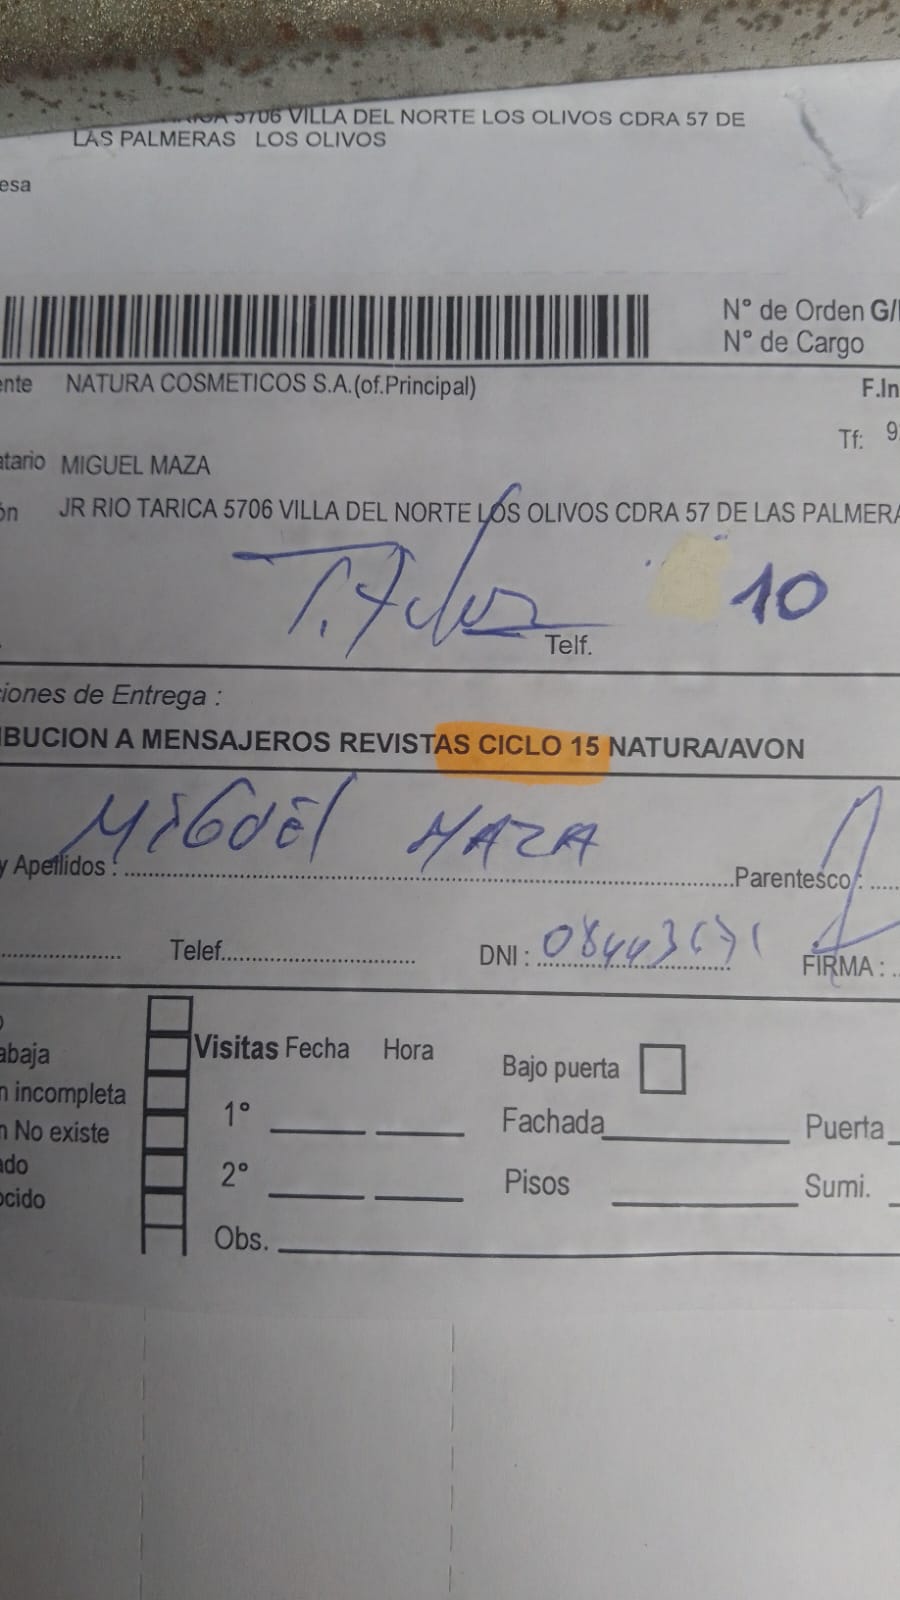 5706 VILLA DEL NORTE LOS OLIVOS CDRA 57 DE
LAS PALMERAS LOS OLIVOS
esa
N° de Orden G/
N° de Cargo
ente NATURA COSMETICOS S.A.(of.Principal)
F.In
Tf: 9
atario MIGUEL MAZA
ón JR RIO TARICA 5706 VILLA DEL NORTE LOS OLIVOS CDRA 57 DE LAS PALMERA
10
Telf.
ciones de Entrega :
IBUCION A MENSAJEROS REVISTAS CICLO 15 NATURA/AVON
MiGUEl MAZA
y Apellidos : Parentesco :
Telef. DNI : FIRMA :
abaja Visitas Fecha Hora
Bajo puerta
n incompleta
1° Fachada Puerta
n No existe
ado 2° Pisos Sumi.
ocido
Obs.